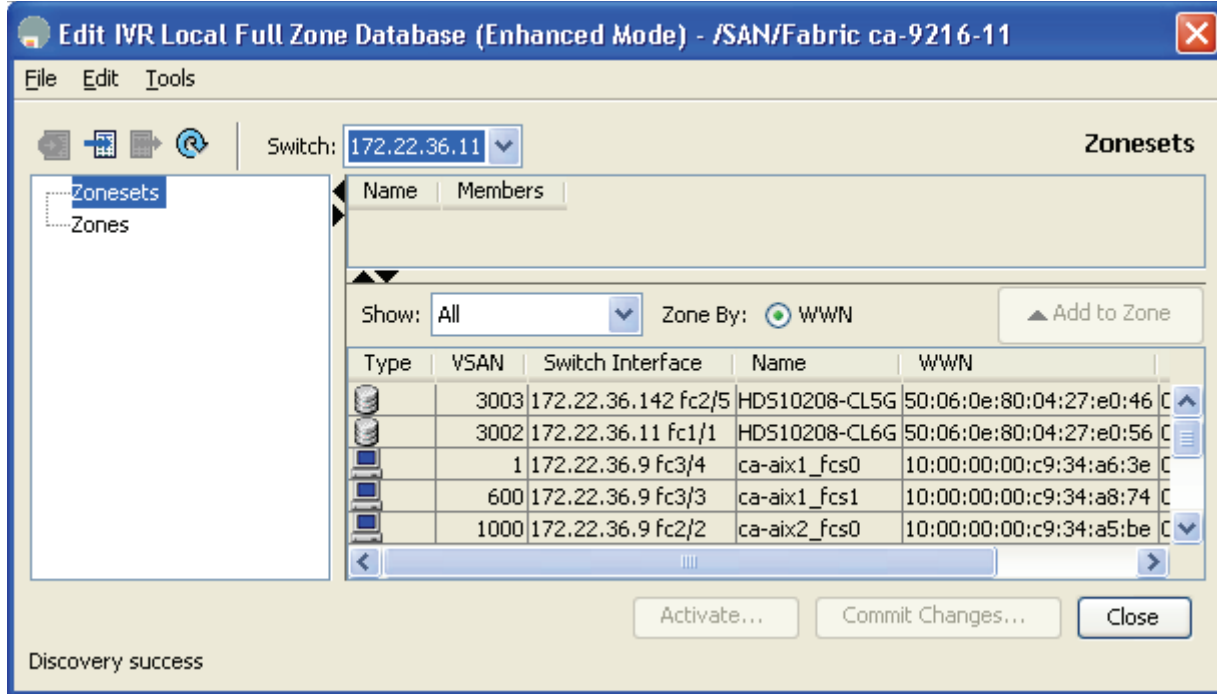 Edit IVR Local Full Zone Database (Enhanced Mode) - /SAN/Fabric ca-9216-11
File Edit Tools
Switch: 172.22.36.11 Zonesets
Zonesets
Zones
Name Members
Show: All Zone By: WWN Add to Zone
Type VSAN Switch Interface Name WWN
3003 172.22.36.142 fc2/5 HDS10208-CL5G 50:06:0e:80:04:27:e0:46
3002 172.22.36.11 fc1/1 HDS10208-CL6G 50:06:0e:80:04:27:e0:56
1 172.22.36.9 fc3/4 ca-aix1_fcs0 10:00:00:00:c9:34:a6:3e
600 172.22.36.9 fc3/3 ca-aix1_fcs1 10:00:00:00:c9:34:a8:74
1000 172.22.36.9 fc2/2 ca-aix2_fcs0 10:00:00:00:c9:34:a5:be
Activate... Commit Changes... Close
Discovery success